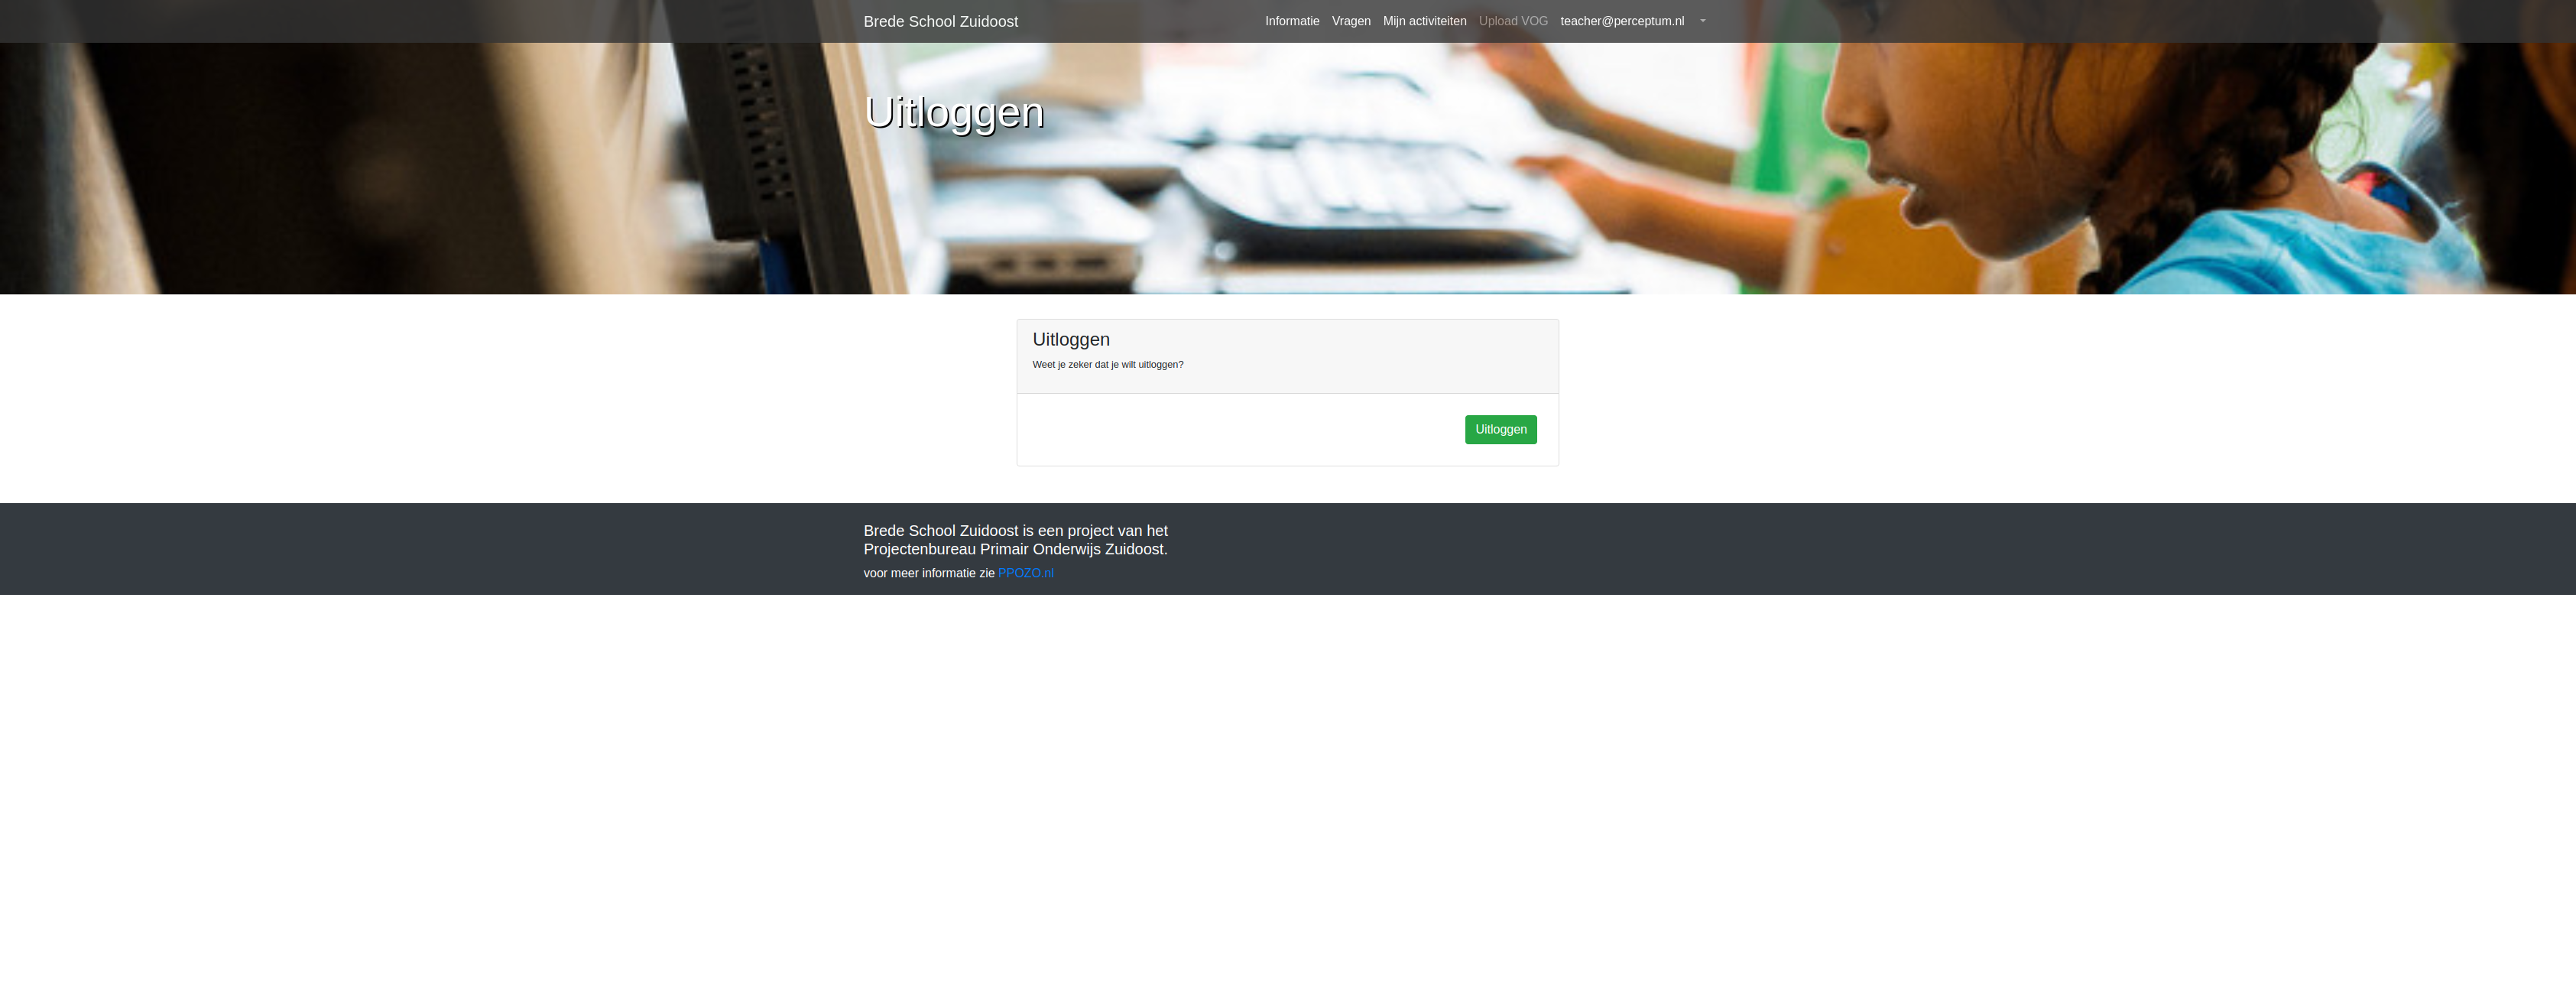 Brede School Zuidoost
Informatie Vragen Mijn activiteiten Upload VOG teacher@perceptum.nl
Uitloggen
Uitloggen
Weet je zeker dat je wilt uitloggen?
Uitloggen
Brede School Zuidoost is een project van het
Projectenbureau Primair Onderwijs Zuidoost.
voor meer informatie zie PPOZO.nl